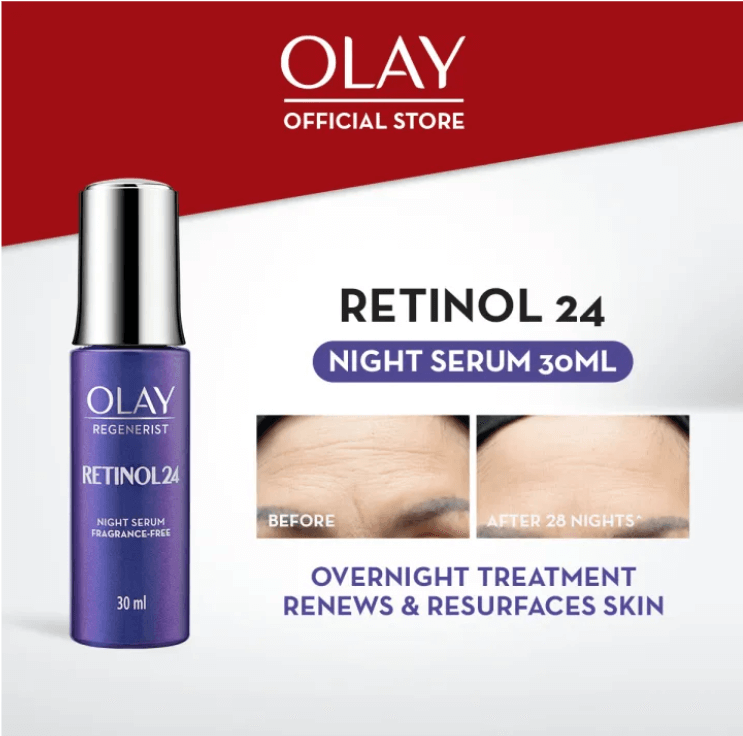 OLAY
OFFICIAL STORE
RETINOL 24
NIGHT SERUM 30ML
OLAY
REGENERIST
RETINOL24
NIGHT SERUM
FRAGRANCE-FREE
30 ml
BEFORE
AFTER 28 NIGHTS^
OVERNIGHT TREATMENT
RENEWS & RESURFACES SKIN